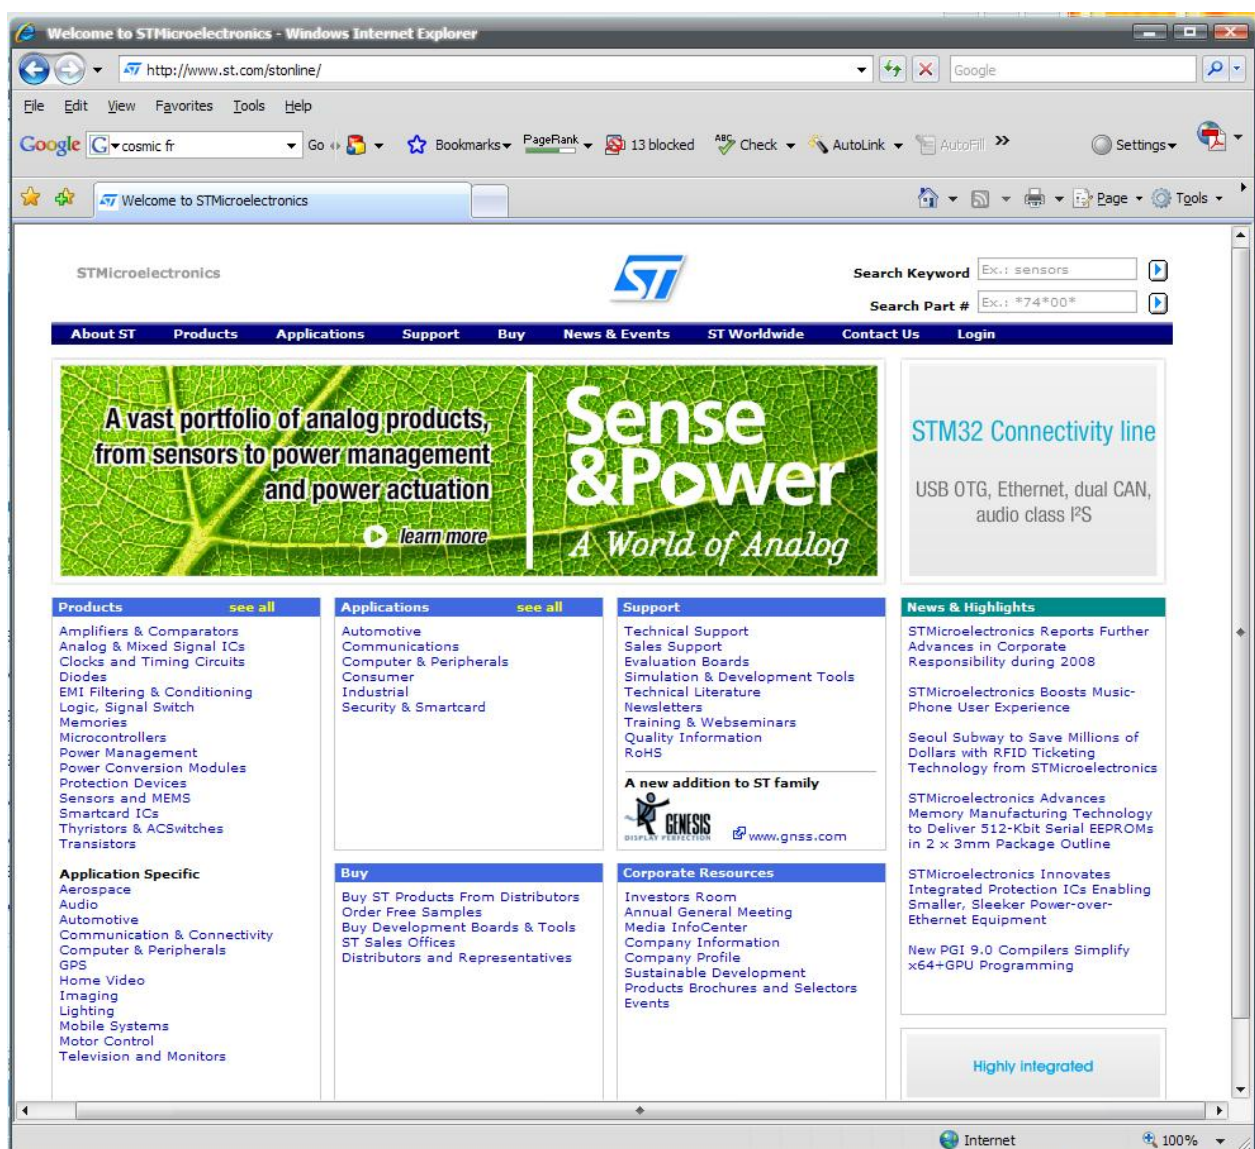 Welcome to STMicroelectronics - Windows Internet Explorer
http://www.st.com/stonline/
Google
File Edit View Favorites Tools Help
Google G cosmic fr Go Bookmarks PageRank 13 blocked ABC Check AutoLink AutoFill Settings
Welcome to STMicroelectronics
Page Tools
STMicroelectronics
ST
Search Keyword Ex.: sensors
Search Part # Ex.: *74*00*
About ST Products Applications Support Buy News & Events ST Worldwide Contact Us Login
A vast portfolio of analog products,
from sensors to power management
and power actuation
learn more
Sense
&Power
A World of Analog
STM32 Connectivity line
USB OTG, Ethernet, dual CAN,
audio class I²S
Products see all
Amplifiers & Comparators
Analog & Mixed Signal ICs
Clocks and Timing Circuits
Diodes
EMI Filtering & Conditioning
Logic, Signal Switch
Memories
Microcontrollers
Power Management
Power Conversion Modules
Protection Devices
Sensors and MEMS
Smartcard ICs
Thyristors & ACSwitches
Transistors
Application Specific
Aerospace
Audio
Automotive
Communication & Connectivity
Computer & Peripherals
GPS
Home Video
Imaging
Lighting
Mobile Systems
Motor Control
Television and Monitors
Applications see all
Automotive
Communications
Computer & Peripherals
Consumer
Industrial
Security & Smartcard
Buy
Buy ST Products From Distributors
Order Free Samples
Buy Development Boards & Tools
ST Sales Offices
Distributors and Representatives
Support
Technical Support
Sales Support
Evaluation Boards
Simulation & Development Tools
Technical Literature
Newsletters
Training & Webseminars
Quality Information
RoHS
A new addition to ST family
GENESIS
DISPLAY PERFECTION
www.gnss.com
Corporate Resources
Investors Room
Annual General Meeting
Media InfoCenter
Company Information
Company Profile
Sustainable Development
Products Brochures and Selectors
Events
News & Highlights
STMicroelectronics Reports Further
Advances in Corporate
Responsibility during 2008
STMicroelectronics Boosts Music-
Phone User Experience
Seoul Subway to Save Millions of
Dollars with RFID Ticketing
Technology from STMicroelectronics
STMicroelectronics Advances
Memory Manufacturing Technology
to Deliver 512-Kbit Serial EEPROMs
in 2 x 3mm Package Outline
STMicroelectronics Innovates
Integrated Protection ICs Enabling
Smaller, Sleeker Power-over-
Ethernet Equipment
New PGI 9.0 Compilers Simplify
x64+GPU Programming
Highly integrated
Internet 100%